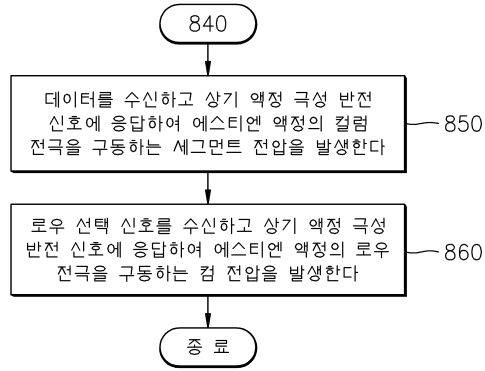 840
데이터를 수신하고 상기 액정 극성 반전
신호에 응답하여 에스티엔 액정의 컬럼
전극을 구동하는 세그먼트 전압을 발생한다
850
로우 선택 신호를 수신하고 상기 액정 극성
반전 신호에 응답하여 에스티엔 액정의 로우
전극을 구동하는 컴 전압을 발생한다
860
종 료